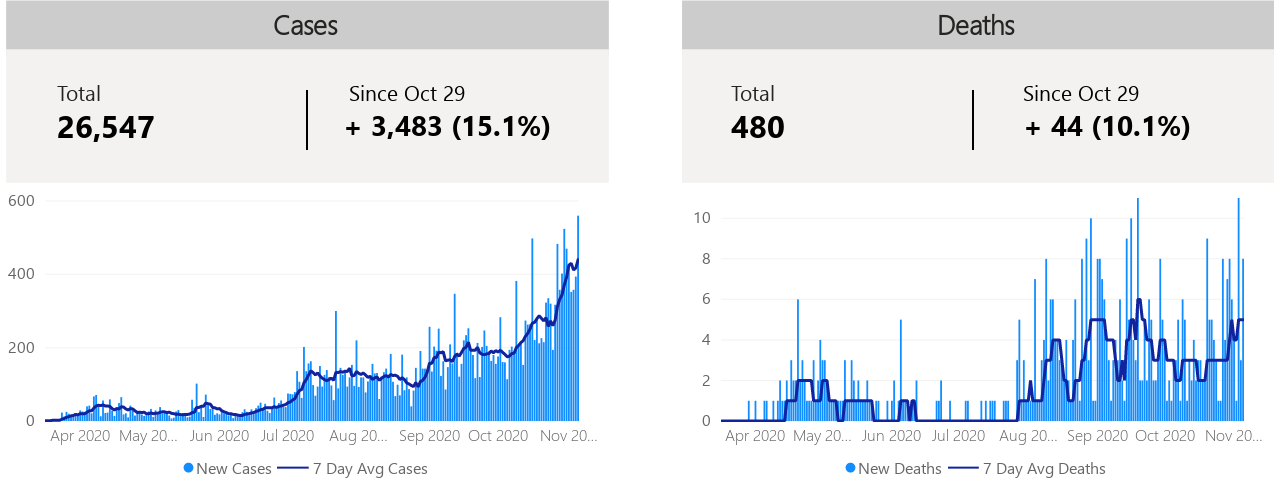 Cases
Total
Since Oct 29
26,547
+ 3,483 (15.1%)
600
400
200
0
Apr 2020 May 20... Jun 2020 Jul 2020 Aug 20... Sep 2020 Oct 2020 Nov 20...
New Cases 7 Day Avg Cases
Deaths
Total
Since Oct 29
480
+ 44 (10.1%)
10
8
6
4
2
0
Apr 2020 May 20... Jun 2020 Jul 2020 Aug 20... Sep 2020 Oct 2020 Nov 20...
New Deaths 7 Day Avg Deaths